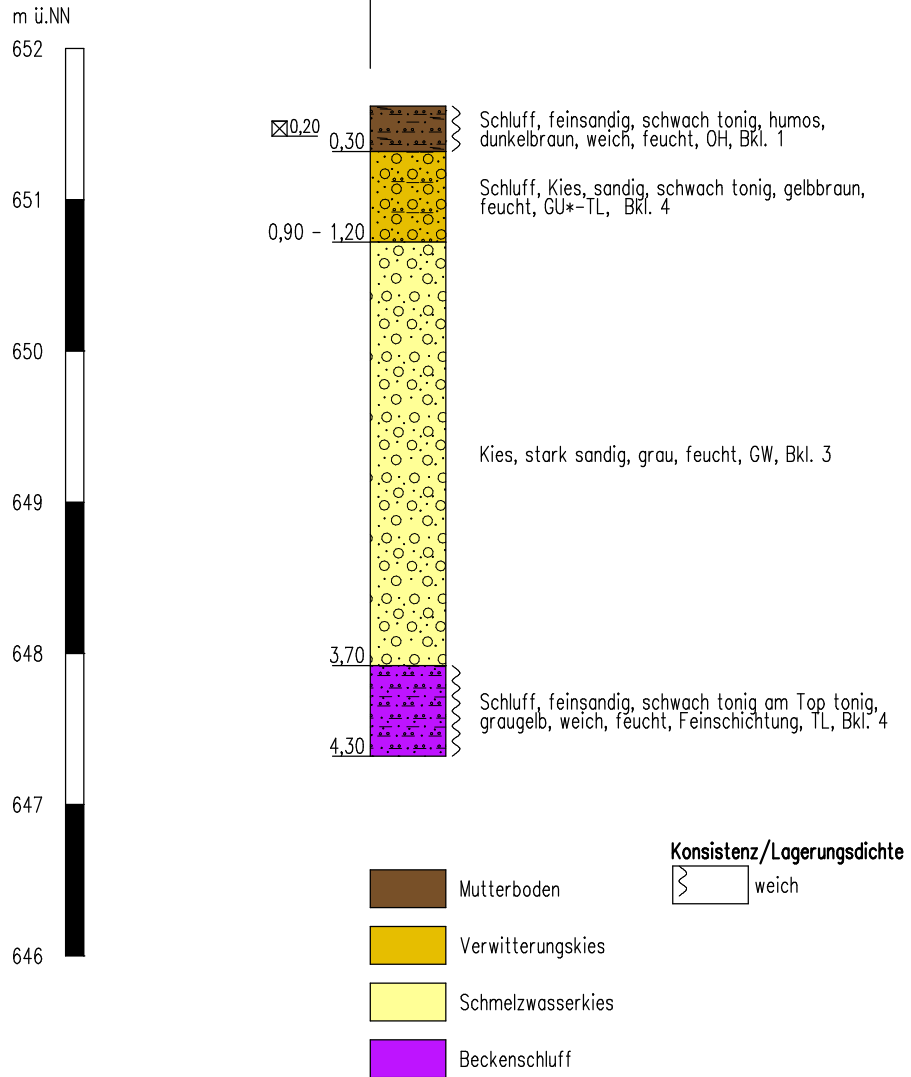 m ü.NN
652
0,20
0,30
Schluff, feinsandig, schwach tonig, humos,
dunkelbraun, weich, feucht, OH, Bkl. 1
651
Schluff, Kies, sandig, schwach tonig, gelbbraun,
feucht, GU*-TL, Bkl. 4
0,90 - 1,20
650
Kies, stark sandig, grau, feucht, GW, Bkl. 3
649
648
3,70
Schluff, feinsandig, schwach tonig am Top tonig,
graugelb, weich, feucht, Feinschichtung, TL, Bkl. 4
4,30
647
Konsistenz/Lagerungsdichte
weich
Mutterboden
Verwitterungskies
646
Schmelzwasserkies
Beckenschluff